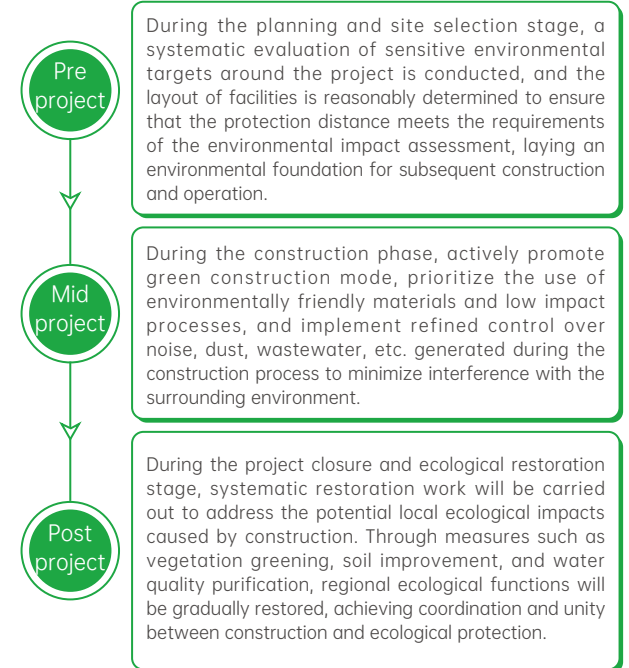 Pre
project
During the planning and site selection stage, a
systematic evaluation of sensitive environmental
targets around the project is conducted, and the
layout of facilities is reasonably determined to ensure
that the protection distance meets the requirements
of the environmental impact assessment, laying an
environmental foundation for subsequent construction
and operation.
Mid
project
During the construction phase, actively promote
green construction mode, prioritize the use of
environmentally friendly materials and low impact
processes, and implement refined control over
noise, dust, wastewater, etc. generated during the
construction process to minimize interference with the
surrounding environment.
Post
project
During the project closure and ecological restoration
stage, systematic restoration work will be carried
out to address the potential local ecological impacts
caused by construction. Through measures such as
vegetation greening, soil improvement, and water
quality purification, regional ecological functions will
be gradually restored, achieving coordination and unity
between construction and ecological protection.